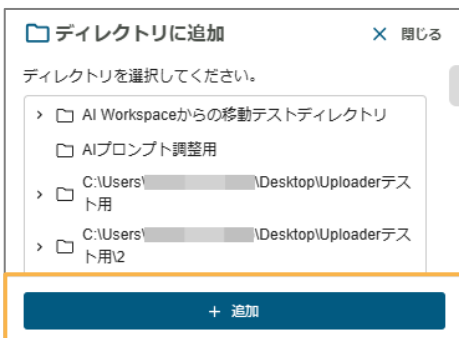 ディレクトリに追加
× 閉じる
ディレクトリを選択してください。
AI Workspaceからの移動テストディレクトリ
AIプロンプト調整用
C:\Users\ \Desktop\Uploaderテス
ト用
C:\Users\ \Desktop\Uploaderテス
ト用\2
+ 追加